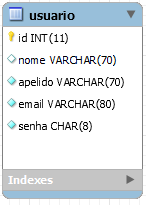 usuario
id INT(11)
nome VARCHAR(70)
apelido VARCHAR(70)
email VARCHAR(80)
senha CHAR(8)
Indexes